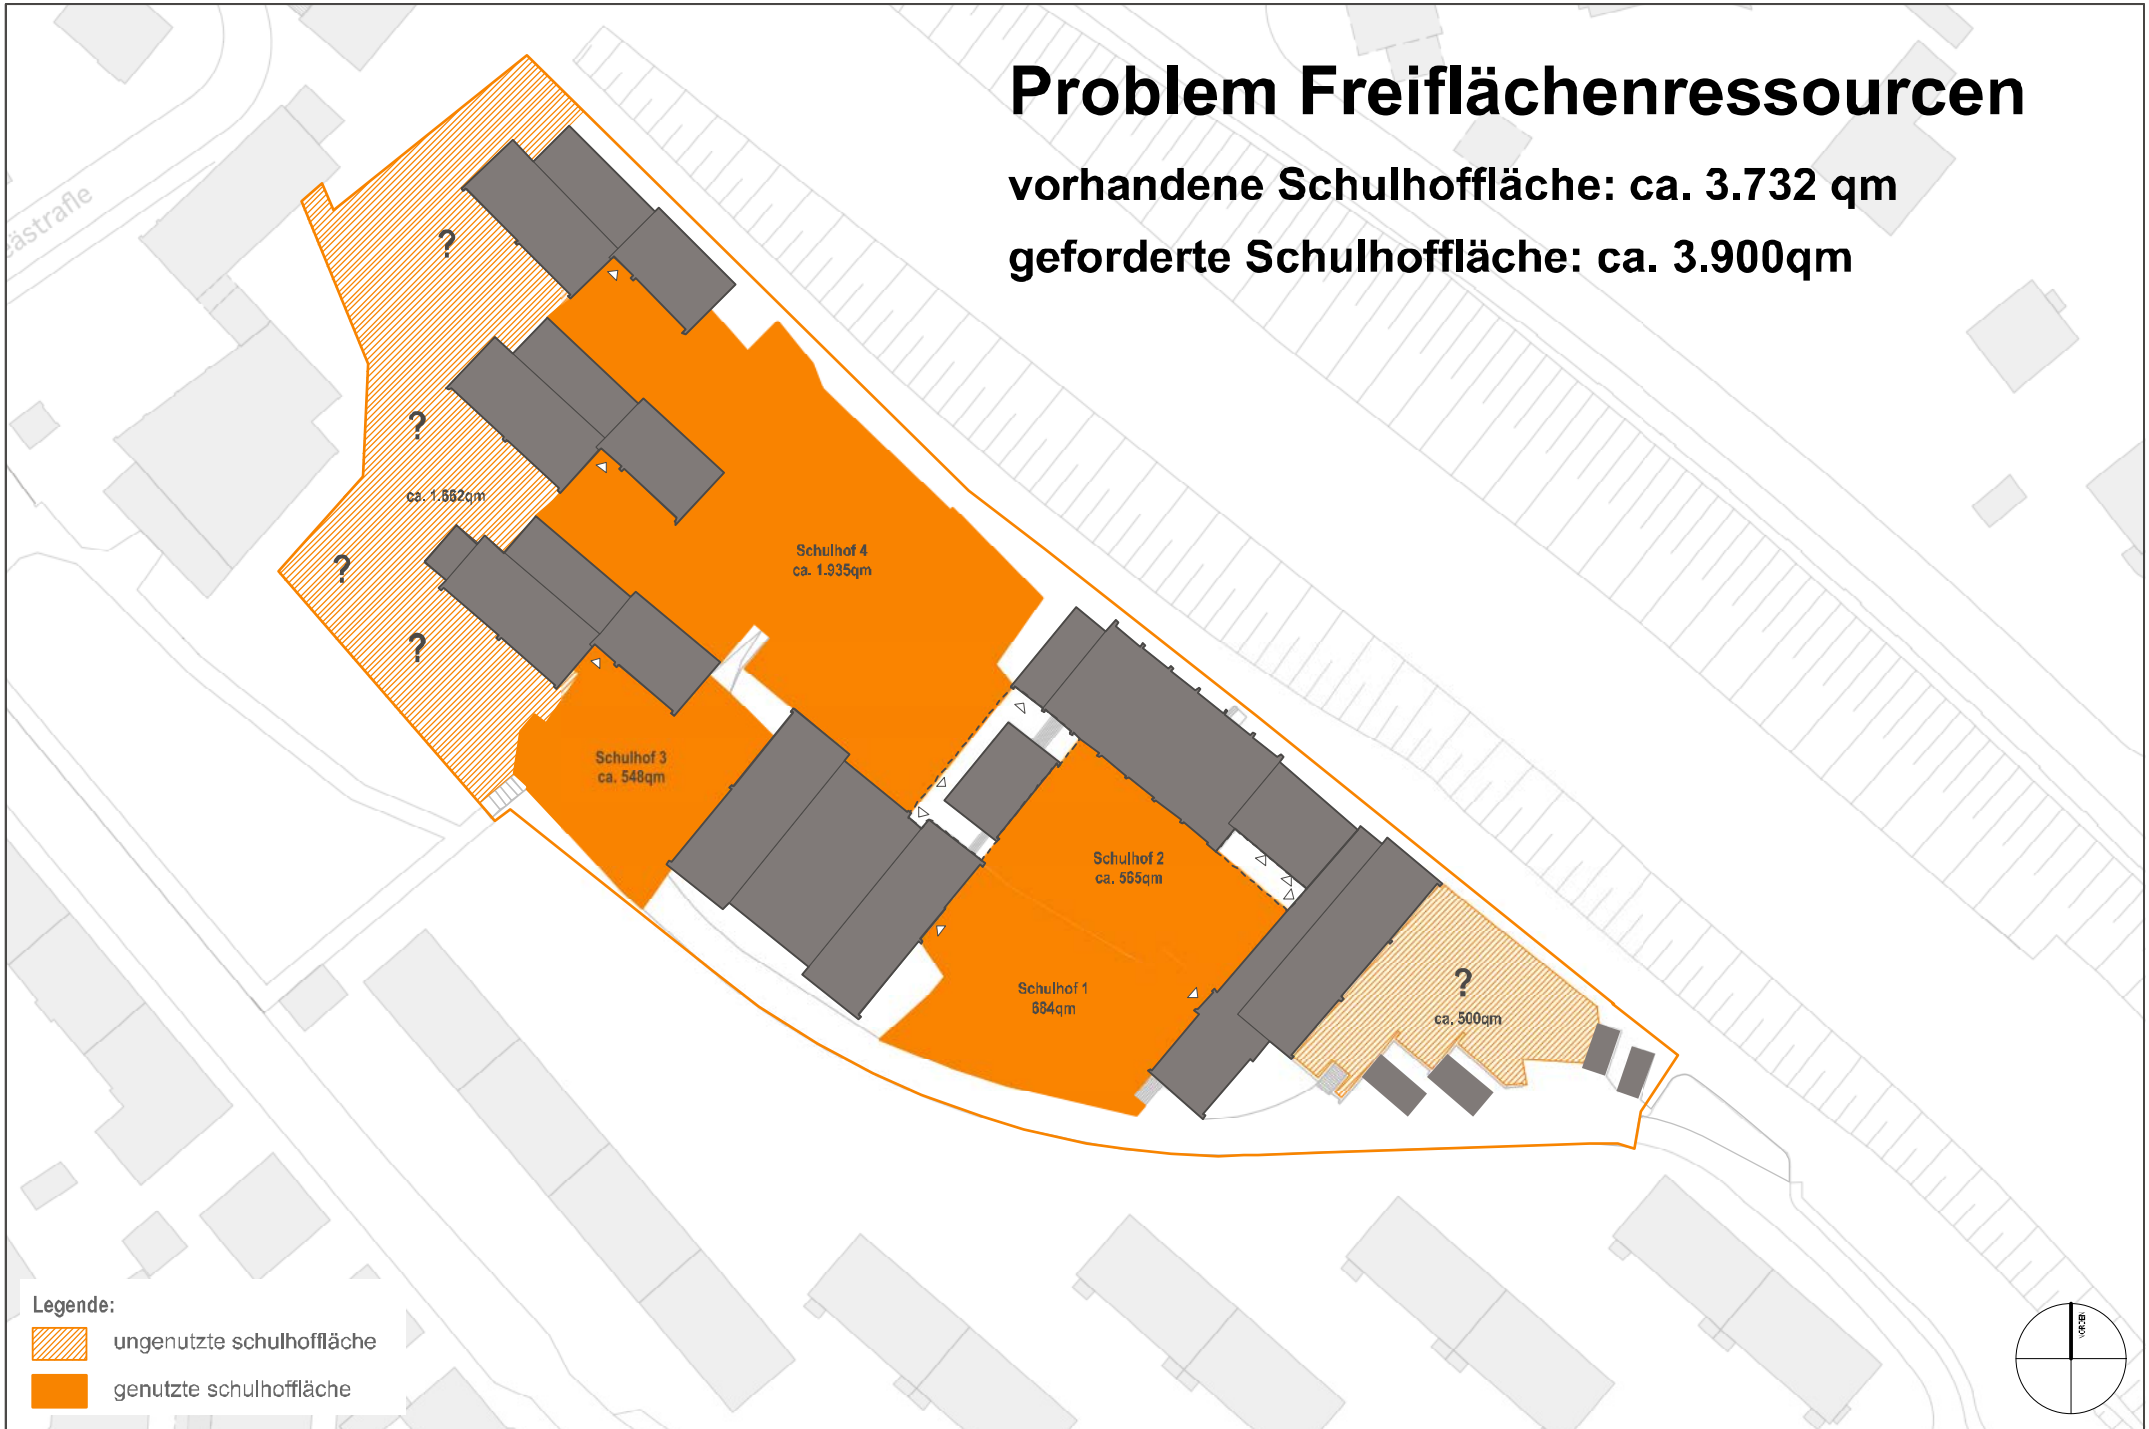 Problem Freiflächenressourcen
vorhandene Schulhoffläche: ca. 3.732 qm
geforderte Schulhoffläche: ca. 3.900qm
?
?
ca. 1.662qm
?
?
Schulhof 4
ca. 1.935qm
Schulhof 3
ca. 548qm
Schulhof 2
ca. 565qm
Schulhof 1
684qm
?
ca. 500qm
Legende:
ungenutzte schulhoffläche
genutzte schulhoffläche
NORDEN